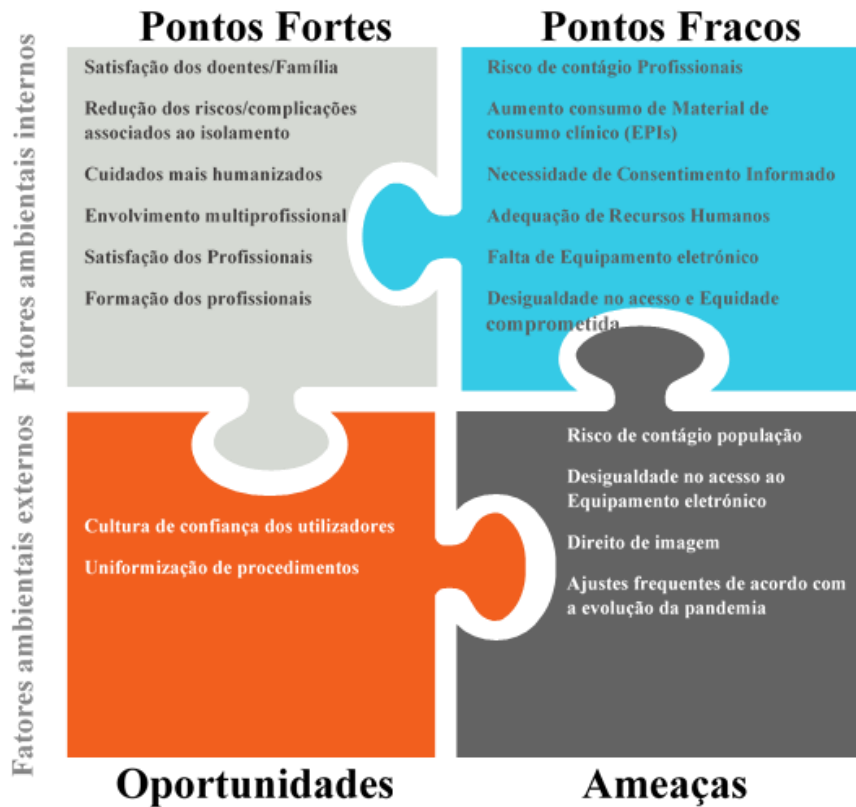 Pontos Fortes
Pontos Fracos
Fatores ambientais internos
Satisfação dos doentes/Família
Redução dos riscos/complicações
associados ao isolamento
Cuidados mais humanizados
Envolvimento multiprofissional
Satisfação dos Profissionais
Formação dos profissionais
Risco de contágio Profissionais
Aumento consumo de Material de
consumo clínico (EPIs)
Necessidade de Consentimento Informado
Adequação de Recursos Humanos
Falta de Equipamento eletrónico
Desigualdade no acesso e Equidade
comprometida
Fatores ambientais externos
Cultura de confiança dos utilizadores
Uniformização de procedimentos
Risco de contágio população
Desigualdade no acesso ao
Equipamento eletrónico
Direito de imagem
Ajustes frequentes de acordo com
a evolução da pandemia
Oportunidades
Ameaças